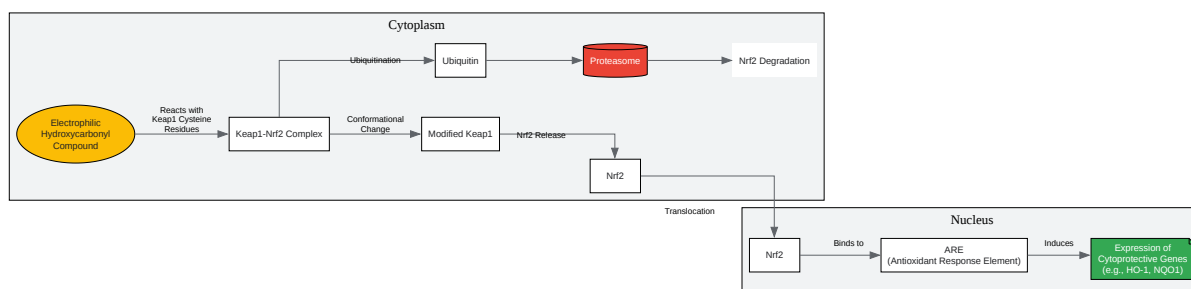 Cytoplasm
Ubiquitination
Ubiquitin
Proteasome
Nrf2 Degradation
Electrophilic
Hydroxycarbonyl
Compound
Reacts with
Keap1 Cysteine
Residues
Keap1-Nrf2 Complex
Conformational
Change
Modified Keap1
Nrf2 Release
Nrf2
Translocation
Nucleus
Nrf2
Binds to
ARE
(Antioxidant Response Element)
Induces
Expression of
Cytoprotective Genes
(e.g., HO-1, NQO1)